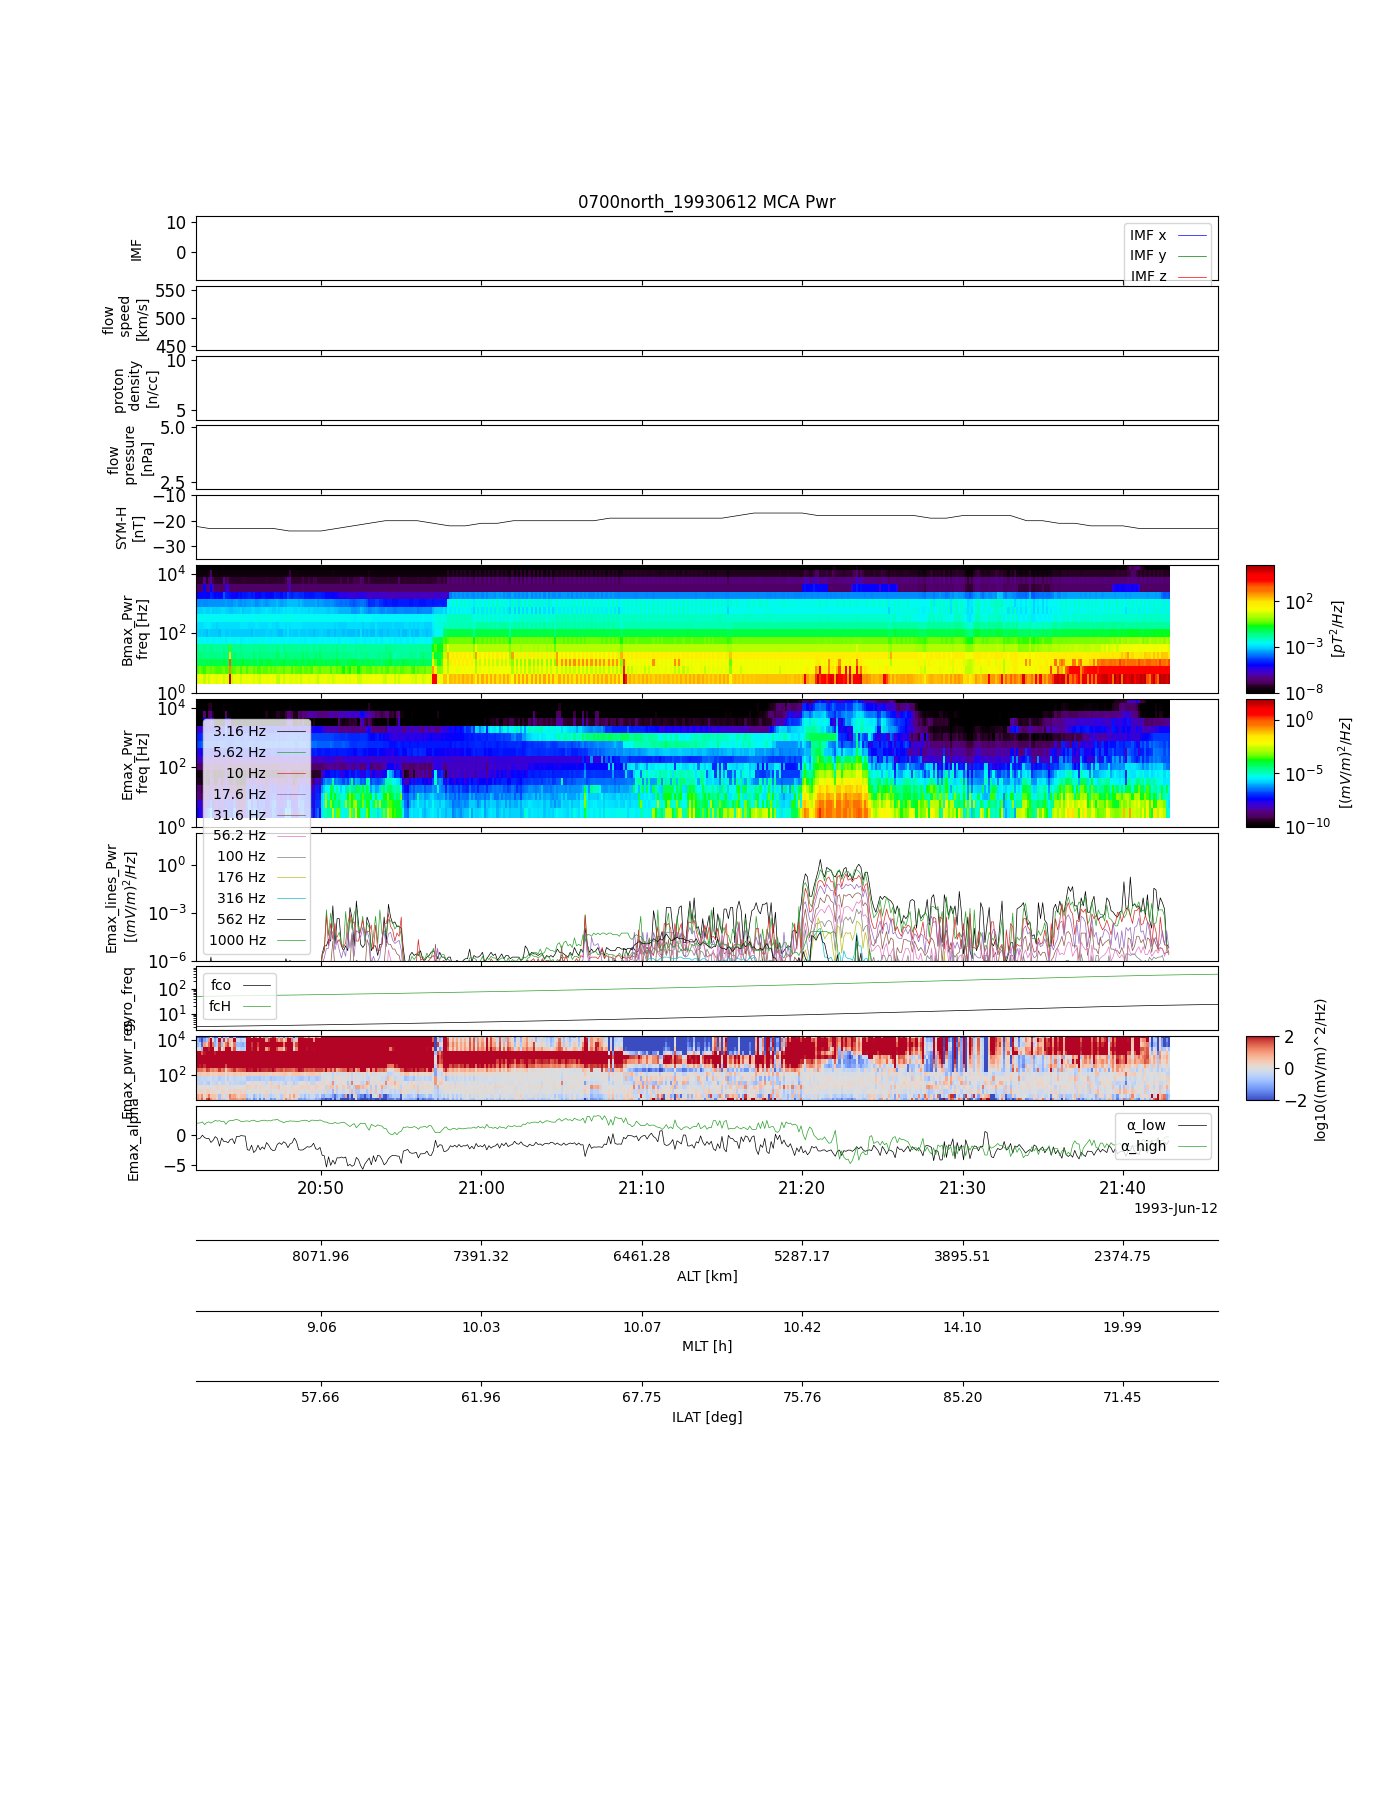 0700north_19930612 MCA Pwr
10
0
IMF
IMF x
IMF y
IMF z
550
500
450
flow
speed
[km/s]
10
5
proton
density
[n/cc]
5.0
2.5
flow
pressure
[nPa]
−10
−20
−30
SYM-H
[nT]
10^4
10^2
10^0
Bmax_Pwr
freq [Hz]
10^2
10^−3
10^−8
[pT^2/Hz]
10^4
10^2
10^0
Emax_Pwr
freq [Hz]
10^0
10^−5
10^−10
[(mV/m)^2/Hz]
3.16 Hz
5.62 Hz
10 Hz
17.6 Hz
31.6 Hz
56.2 Hz
100 Hz
176 Hz
316 Hz
562 Hz
1000 Hz
10^0
10^−3
10^−6
Emax_lines_Pwr
[(mV/m)^2/Hz]
10^2
10^1
gyro_freq
fco
fcH
10^4
10^2
Emax_pwr_reg
2
0
−2
log10((mV/m)^2/Hz)
0
−5
Emax_alpha
α_low
α_high
20:50 21:00 21:10 21:20 21:30 21:40
1993-Jun-12
8071.96 7391.32 6461.28 5287.17 3895.51 2374.75
ALT [km]
9.06 10.03 10.07 10.42 14.10 19.99
MLT [h]
57.66 61.96 67.75 75.76 85.20 71.45
ILAT [deg]